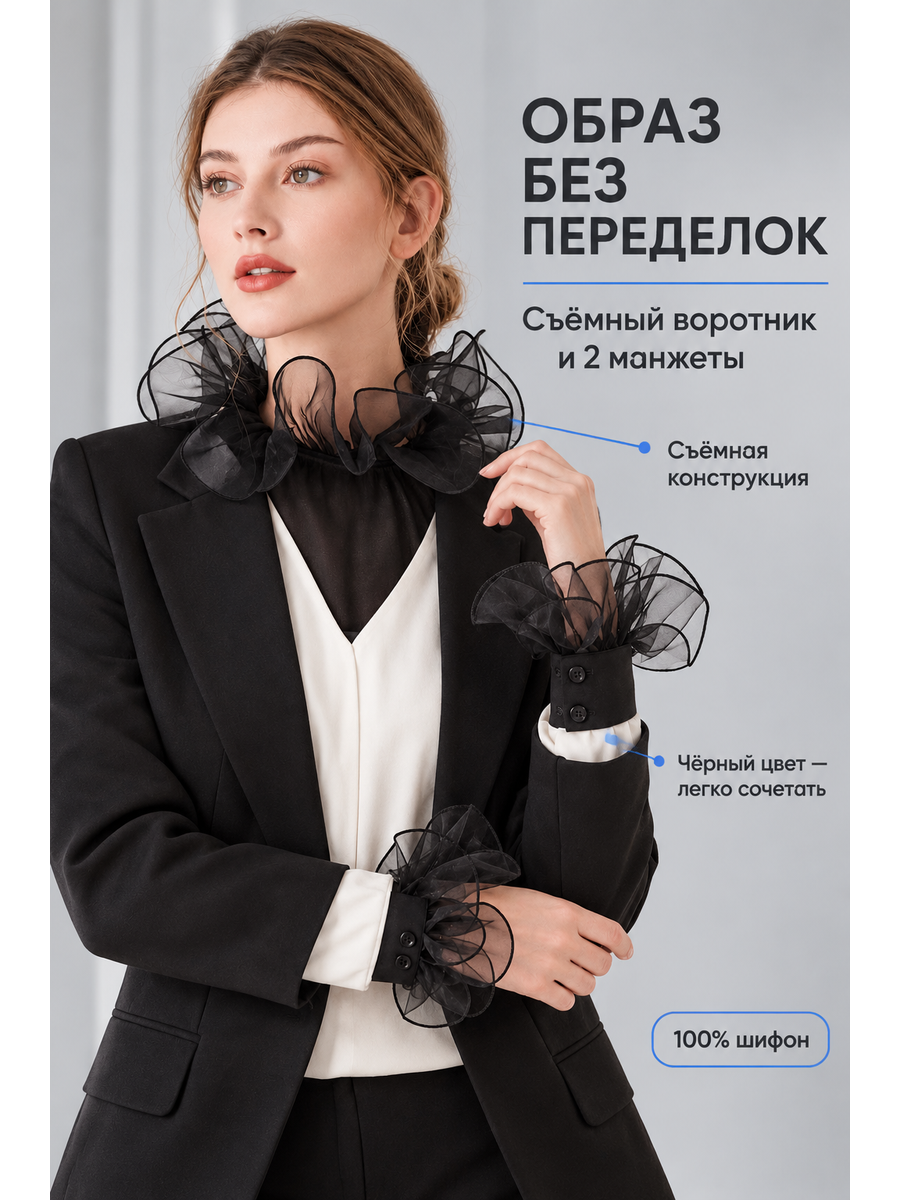 ОБРАЗ
БЕЗ
ПЕРЕДЕЛОК
Съёмный воротник
и 2 манжеты
Съёмная
конструкция
Чёрный цвет —
легко сочетать
100% шифон